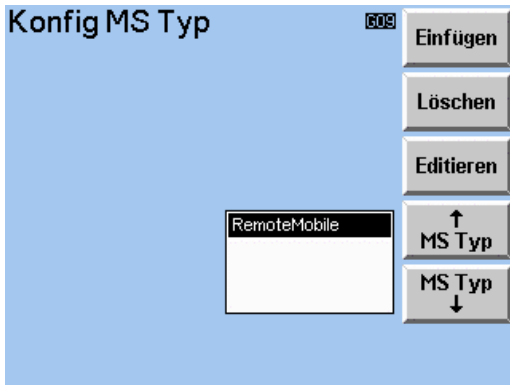 Konfig MS Typ
G09
Einfügen
Löschen
Editieren
RemoteMobile
↑
MS Typ
MS Typ
↓